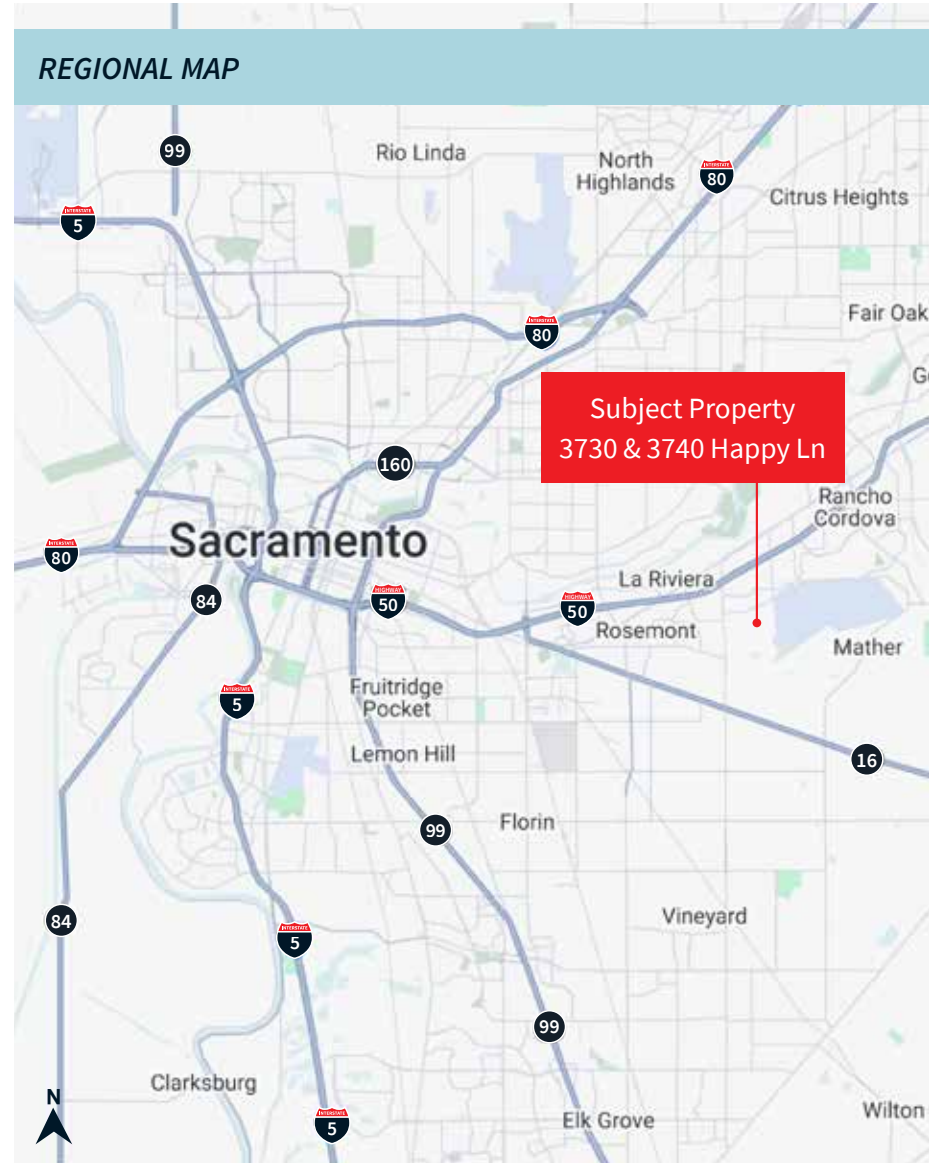 REGIONAL MAP
99
Rio Linda
North
Highlands
INTERSTATE
80
Citrus Heights
INTERSTATE
5
Fair Oak
INTERSTATE
80
G
Subject Property
3730 & 3740 Happy Ln
160
Rancho
Cordova
Sacramento
INTERSTATE
80
La Riviera
84
HIGHWAY
50
HIGHWAY
50
Rosemont
Mather
INTERSTATE
5
Fruitridge
Pocket
Lemon Hill
16
99
Florin
84
Vineyard
INTERSTATE
5
99
Clarksburg
N
INTERSTATE
5
Elk Grove
Wilton